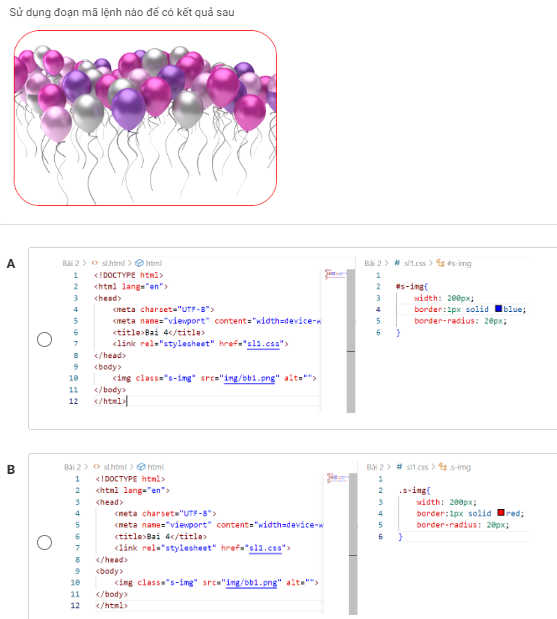 Sử dụng đoạn mã lệnh nào để có kết quả sau
A
Bài 2 > <> sl.html > html
1 <!DOCTYPE html>
2 <html lang="en">
3 <head>
4 <meta charset="UTF-8">
5 <meta name="viewport" content="width=device-w
6 <title>Bai 4</title>
7 <link rel="stylesheet" href="sl1.css">
8 </head>
9 <body>
10 <img class="s-img" src="img/bb1.png" alt="">
11 </body>
12 </html>
Bài 2 > # sl1.css > #s-img
1
2 #s-img{
3 width: 200px;
4 border:1px solid blue;
5 border-radius: 20px;
6 }
B
Bài 2 > <> sl.html > html
1 <!DOCTYPE html>
2 <html lang="en">
3 <head>
4 <meta charset="UTF-8">
5 <meta name="viewport" content="width=device-w
6 <title>Bai 4</title>
7 <link rel="stylesheet" href="sl1.css">
8 </head>
9 <body>
10 <img class="s-img" src="img/bb1.png" alt="">
11 </body>
12 </html>
Bài 2 > # sl1.css > .s-img
1
2 .s-img{
3 width: 200px;
4 border:1px solid red;
5 border-radius: 20px;
6 }